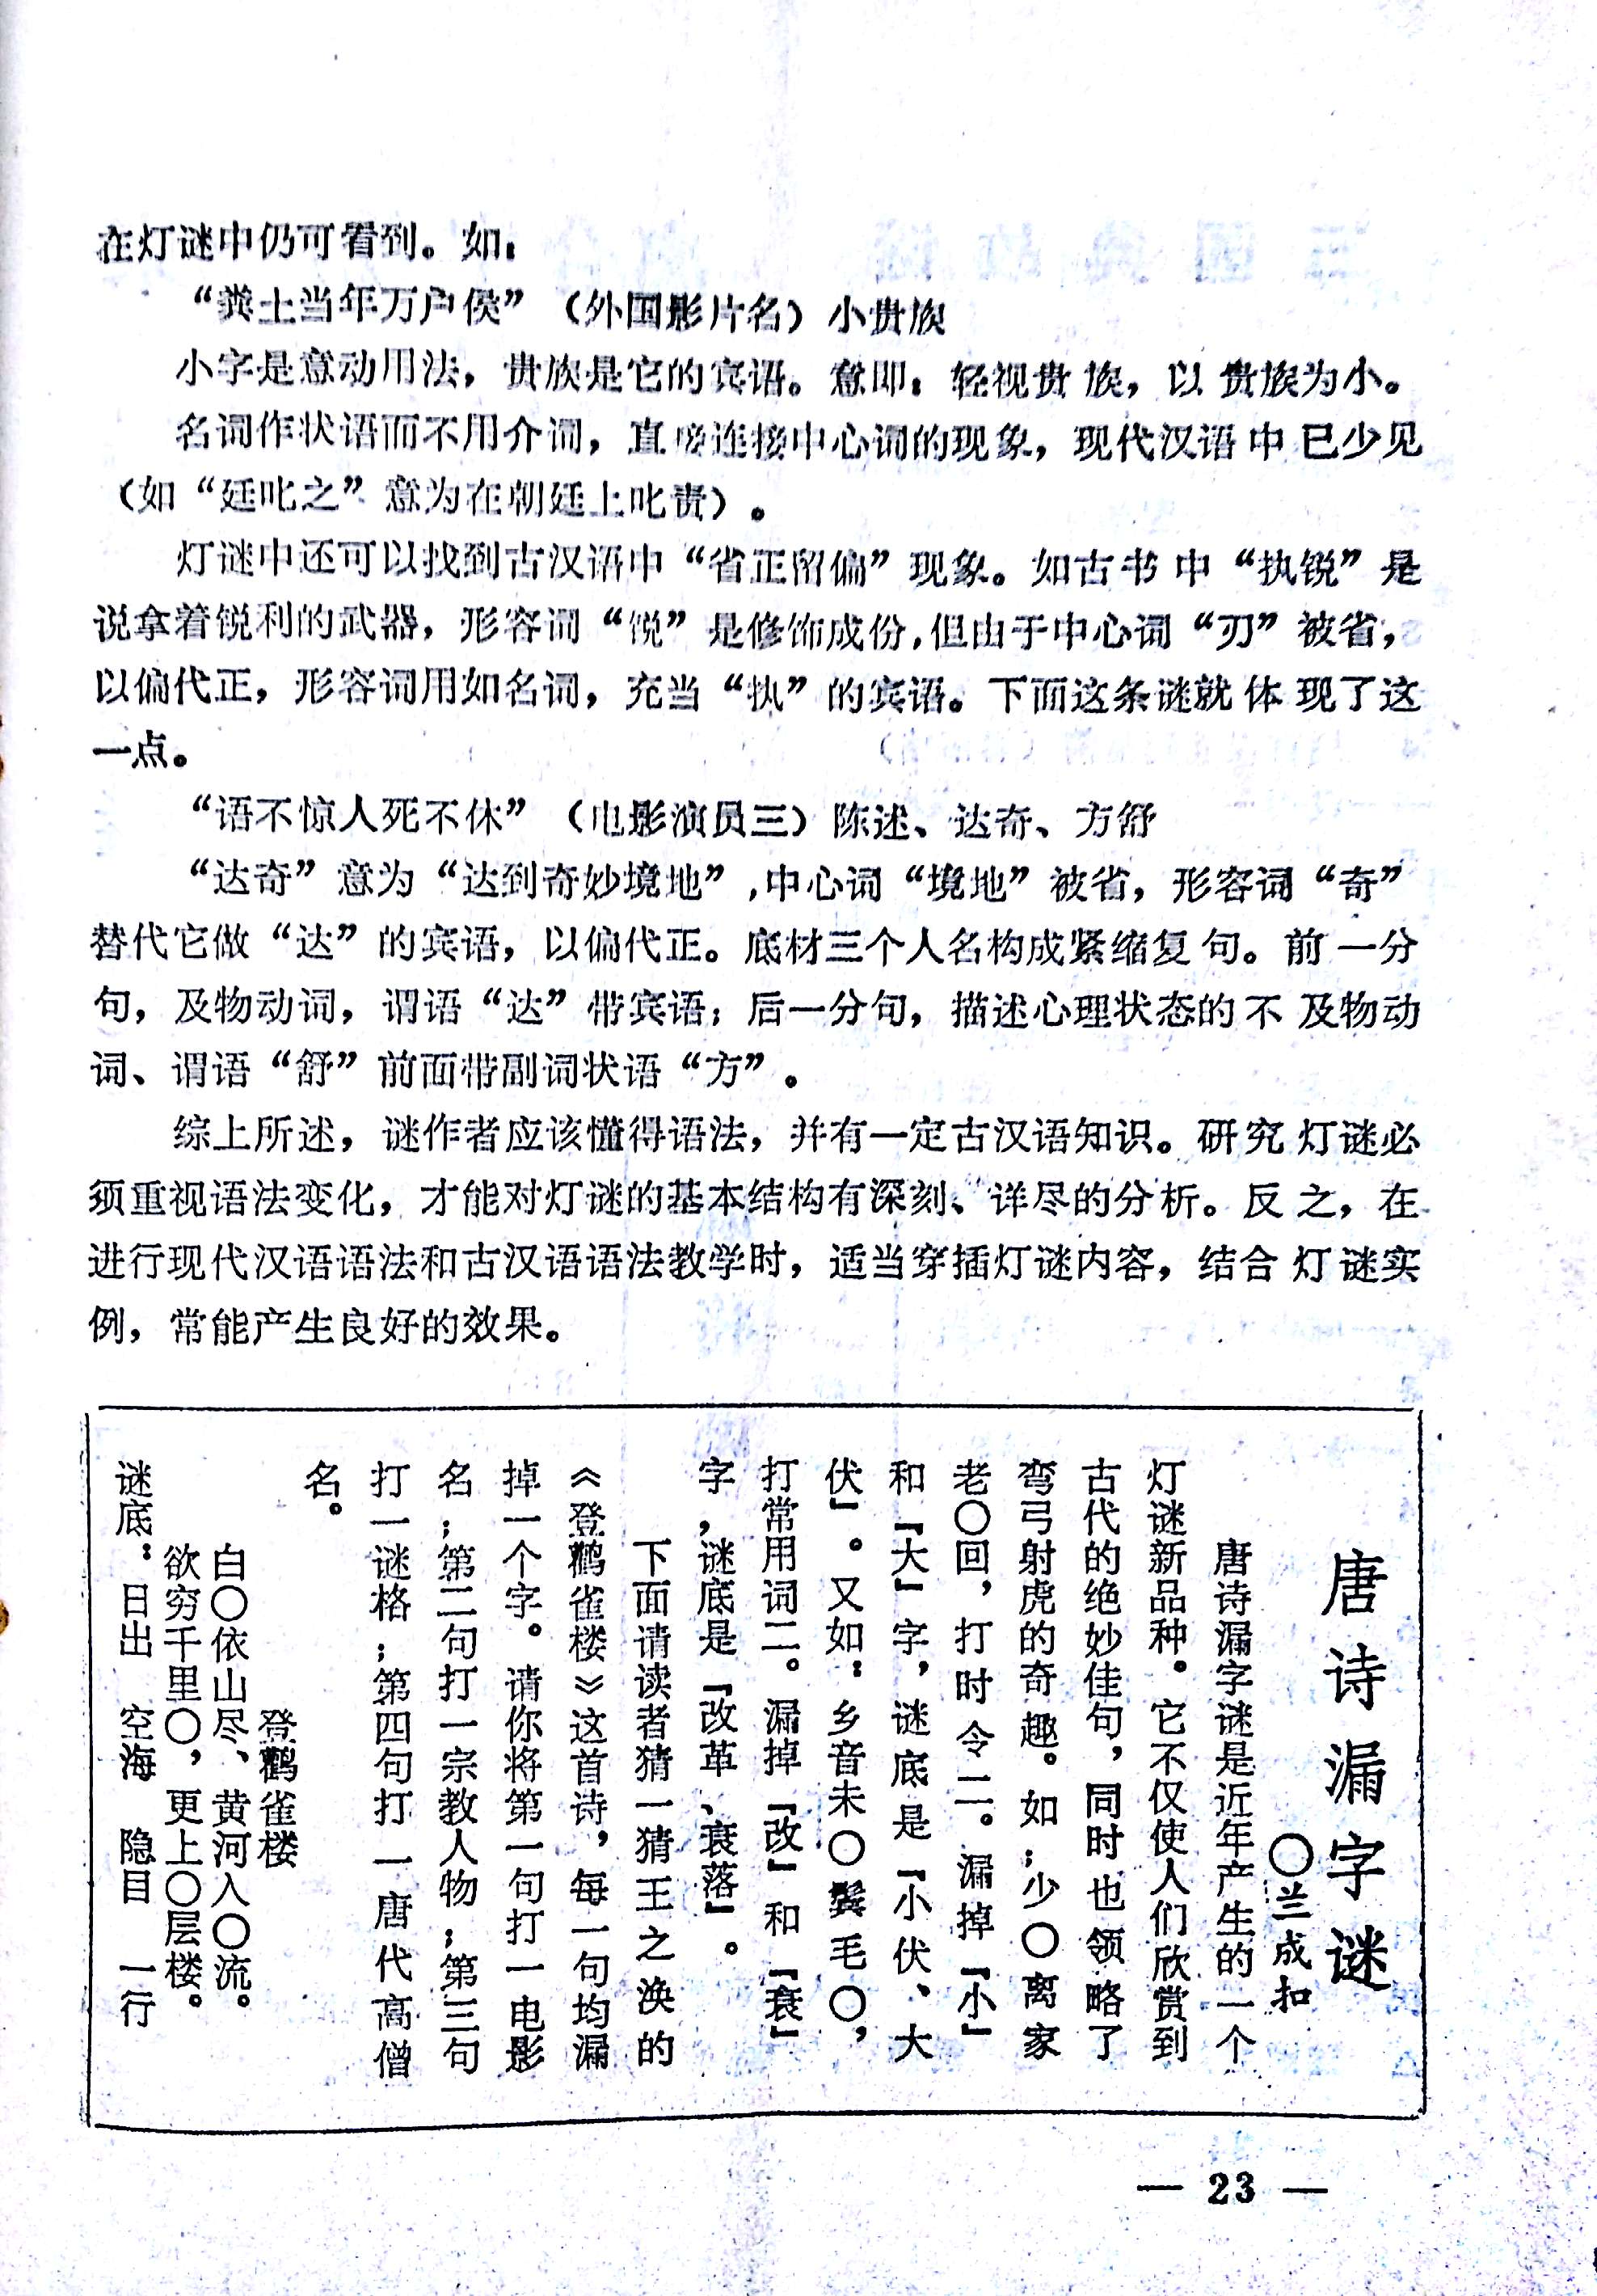 在灯谜中仍可看到。如：
“粪土当年万户侯”（外国影片名）小贵族
小字是意动用法，贵族是它的宾语。意即：轻视贵族，以贵族为小。
名词作状语而不用介词，直接连接中心词的现象，现代汉语中已少见
（如“廷叱之”意为在朝廷上叱责）。
灯谜中还可以找到古汉语中“省正留偏”现象。如古书中“执锐”是
说拿着锐利的武器，形容词“锐”是修饰成份，但由于中心词“刃”被省，
以偏代正，形容词用如名词，充当“执”的宾语。下面这条谜就体现了这
一点。
“语不惊人死不休”（电影演员三）陈述、达奇、方舒
“达奇”意为“达到奇妙境地”，中心词“境地”被省，形容词“奇”
替代它做“达”的宾语，以偏代正。底材三个人名构成紧缩复句。前一分
句，及物动词，谓语“达”带宾语；后一分句，描述心理状态的不及物动
词、谓语“舒”前面带副词状语“方”。
综上所述，谜作者应该懂得语法，并有一定古汉语知识。研究灯谜必
须重视语法变化，才能对灯谜的基本结构有深刻、详尽的分析。反之，在
进行现代汉语语法和古汉语语法教学时，适当穿插灯谜内容，结合灯谜实
例，常能产生良好的效果。
唐诗漏字谜
○兰成扣
唐诗漏字谜是近年产生的一个
灯谜新品种。它不仅使人们欣赏到
古代的绝妙佳句，同时也领略了
弯弓射虎的奇趣。如；少○离家
老○回，打时令二。漏掉『小』
和『大』字，谜底是『小伏、大
伏』。又如：乡音未○鬓毛○，
打常用词二。漏掉『改』和『衰』
字，谜底是『改革、衰落』。
下面请读者猜一猜王之涣的
《登鹳雀楼》这首诗，每一句均漏
掉一个字。请你将第一句打一电影
名；第二句打一宗教人物；第三句
打一谜格；第四句打一唐代高僧
名。
登鹳雀楼
白○依山尽、黄河入○流。
欲穷千里○，更上○层楼。
谜底：日出 空海 隐目 一行
— 23 —